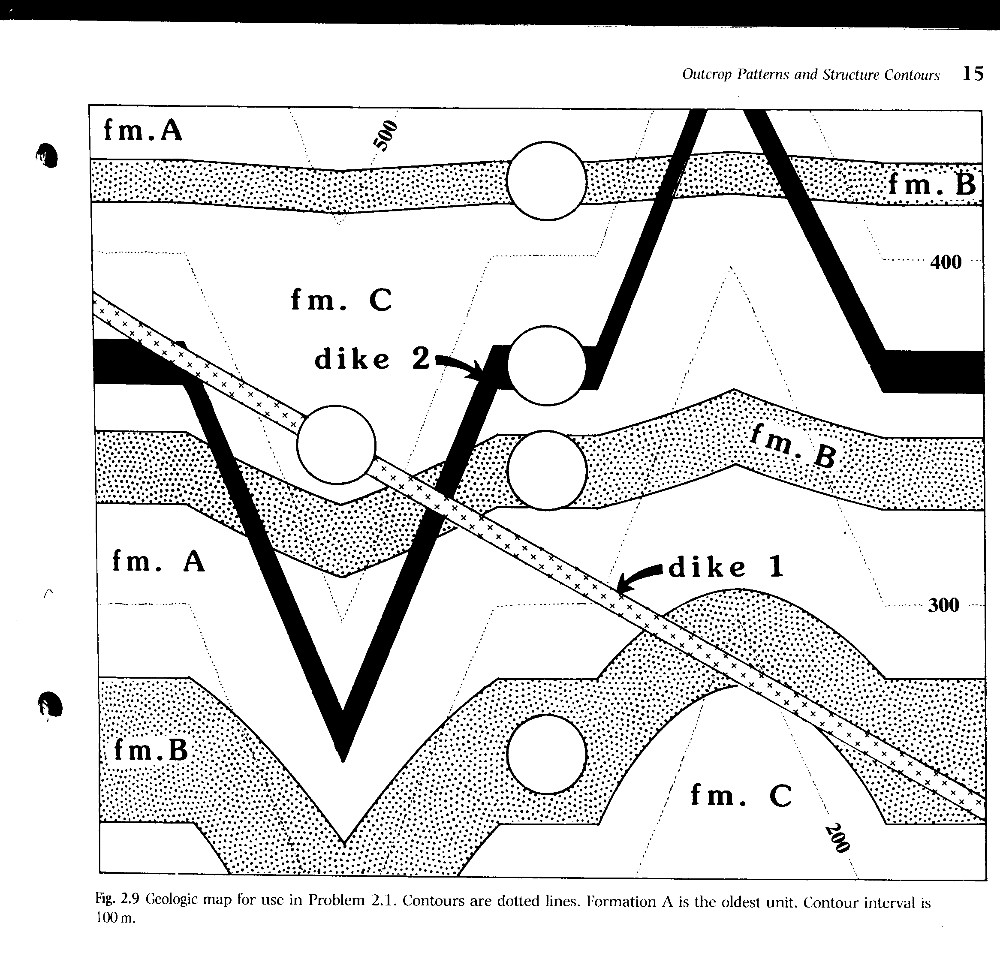 Outcrop Patterns and Structure Contours 15
fm.A
500
fm. B
400
fm. C
dike 2
fm. B
fm. A
dike 1
300
fm.B
fm. C
200
Fig. 2.9 Geologic map for use in Problem 2.1. Contours are dotted lines. Formation A is the oldest unit. Contour interval is
100 m.